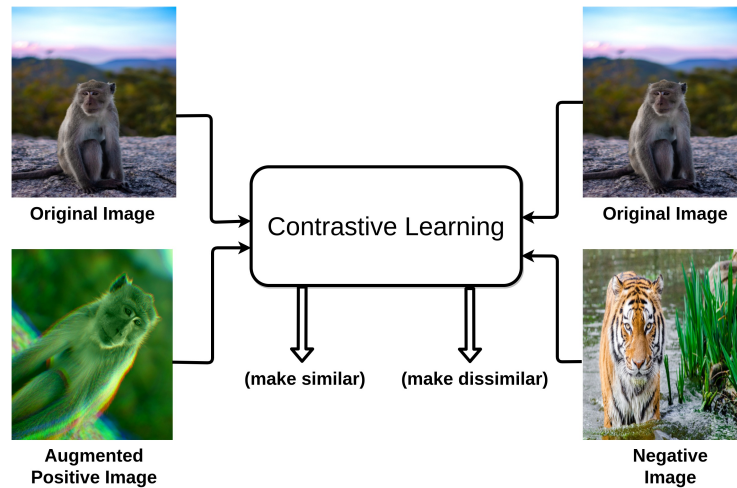 Original Image
Original Image
Contrastive Learning
(make similar)
(make dissimilar)
Augmented
Positive Image
Negative
Image